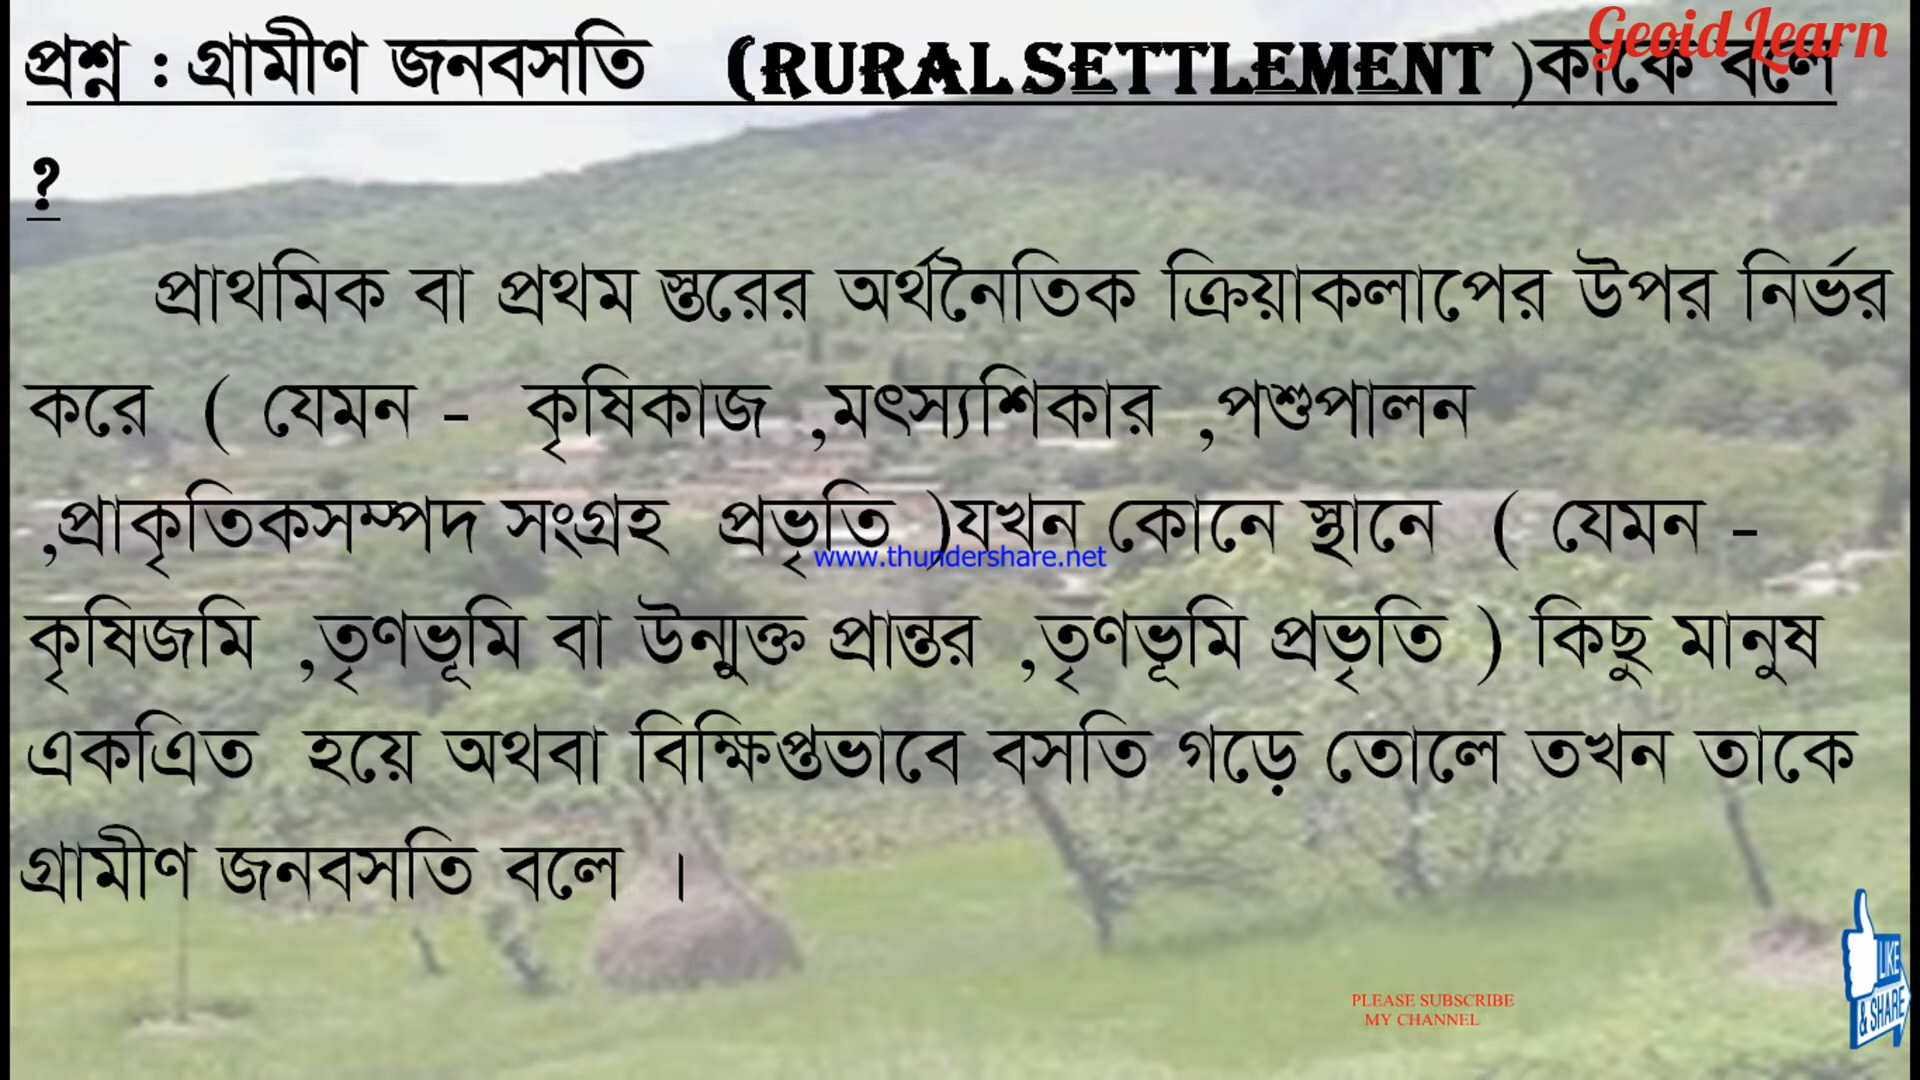 Geoid Learn
প্রশ্ন : গ্রামীণ জনবসতি (RURAL SETTLEMENT )কাকে বলে
?
প্রাথমিক বা প্রথম স্তরের অর্থনৈতিক ক্রিয়াকলাপের উপর নির্ভর
করে ( যেমন - কৃষিকাজ ,মৎস্যশিকার ,পশুপালন
,প্রাকৃতিকসম্পদ সংগ্রহ প্রভৃতি )যখন কোনে স্থানে ( যেমন -
www.thundershare.net
কৃষিজমি ,তৃণভূমি বা উন্মুক্ত প্রান্তর ,তৃণভূমি প্রভৃতি ) কিছু মানুষ
একএিত হয়ে অথবা বিক্ষিপ্তভাবে বসতি গড়ে তোলে তখন তাকে
গ্রামীণ জনবসতি বলে ।
PLEASE SUBSCRIBE
MY CHANNEL
LIKE
& SHARE